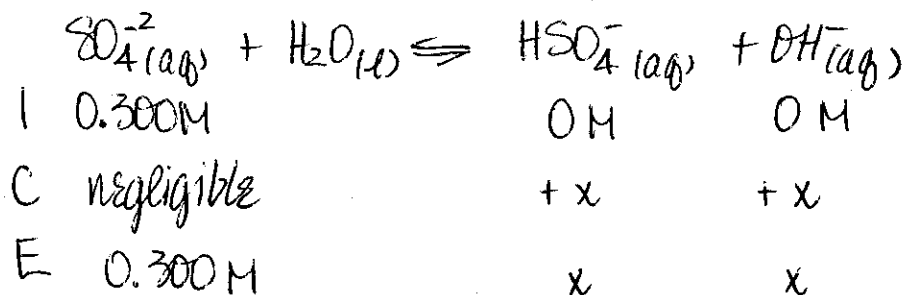 SO₄⁻²(aq) + H₂O(l) ⇌ HSO₄⁻(aq) + OH⁻(aq)
I 0.300M 0 M 0 M
C negligible + x + x
E 0.300 M x x